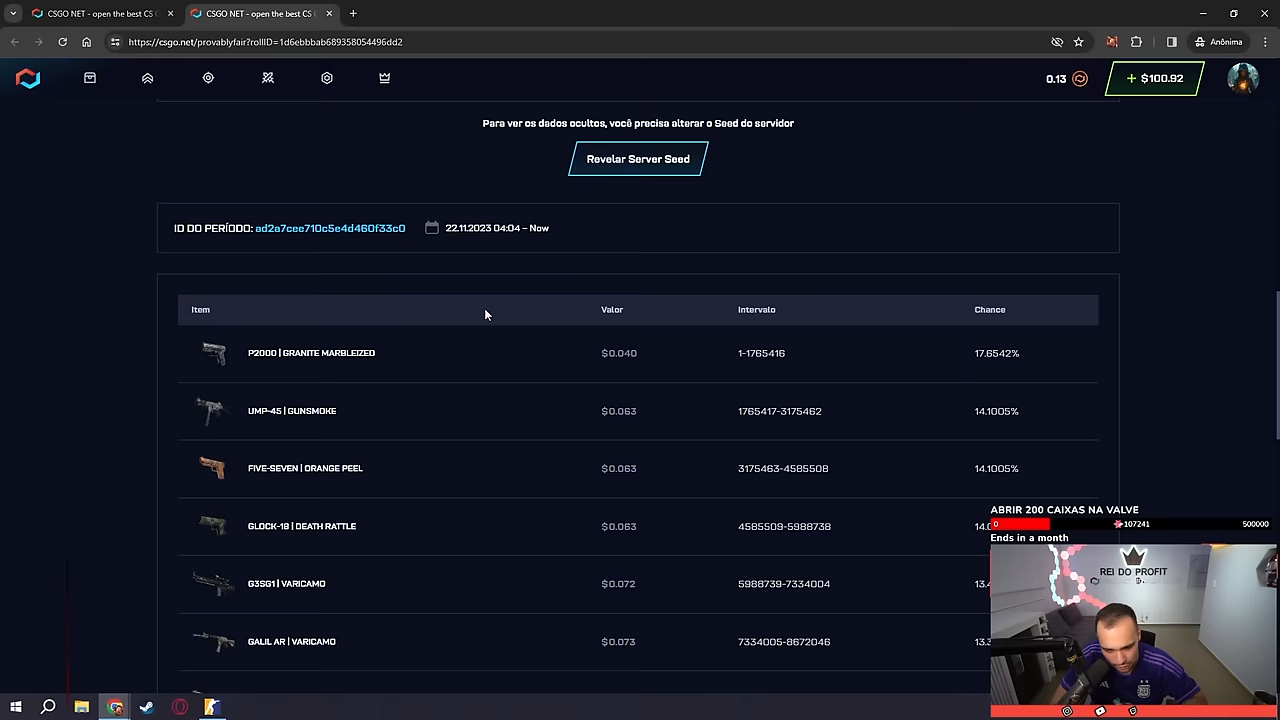 CSGO NET - open the best CS
CSGO NET - open the best CS
https://csgo.net/provablyfair?rollID=1d6ebbbab689358054496dd2
Anônima
0.13
+ $100.92
Para ver os dados ocultos, você precisa alterar o Seed do servidor
Revelar Server Seed
ID DO PERÍODO: ad2a7cee710c5e4d460f33c0 22.11.2023 04:04 – Now
Item Valor Intervalo Chance
P2000 | GRANITE MARBLEIZED $0.040 1-1765416 17.6542%
UMP-45 | GUNSMOKE $0.063 1765417-3175462 14.1005%
FIVE-SEVEN | ORANGE PEEL $0.063 3175463-4585508 14.1005%
GLOCK-18 | DEATH RATTLE $0.063 4585509-5988738
G3SG1 | VARICAMO $0.072 5988739-7334004
GALIL AR | VARICAMO $0.073 7334005-8672046
ABRIR 200 CAIXAS NA VALVE
0 107241 500000
Ends in a month
REI DO PROFIT